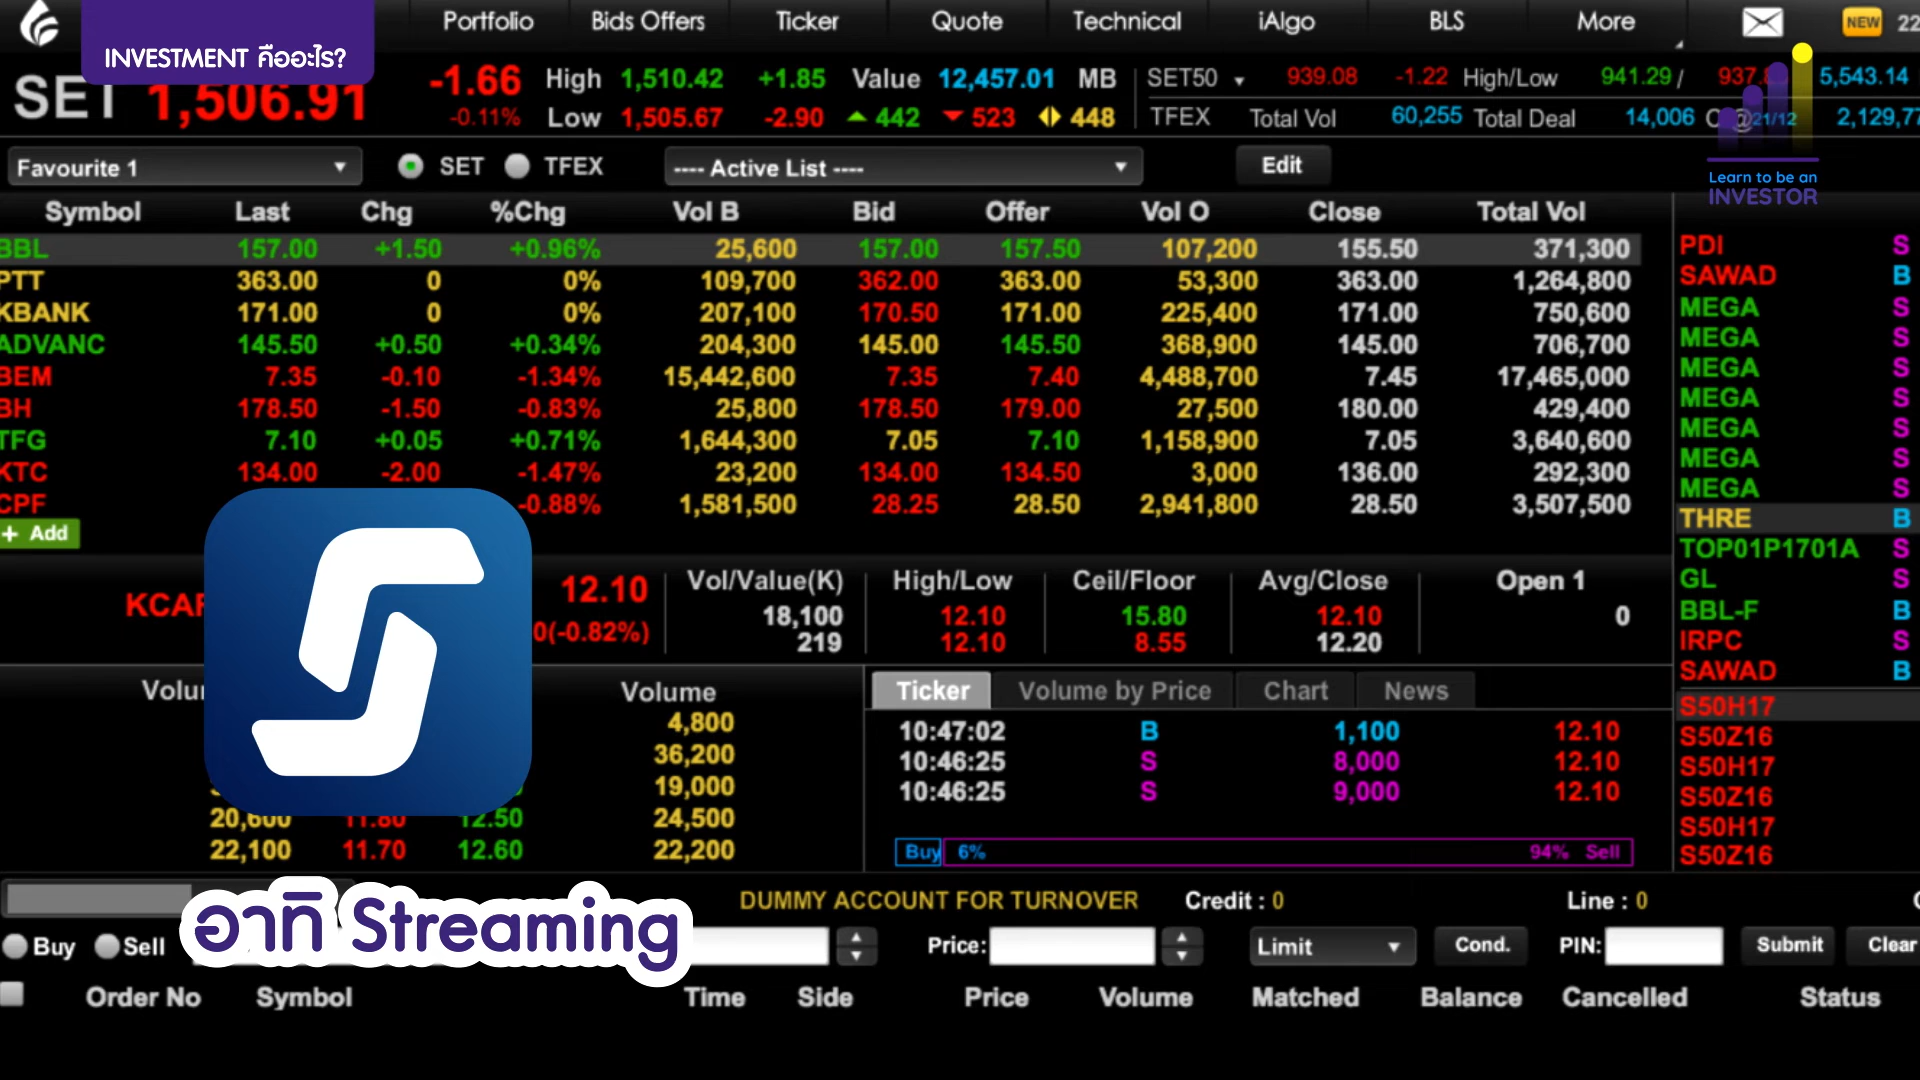 Portfolio Bids Offers Ticker Quote Technical iAlgo BLS More NEW 22
INVESTMENT คืออะไร?
SET 1,506.91 -1.66 High 1,510.42 +1.85 Value 12,457.01 MB SET50 939.08 -1.22 High/Low 941.29 / 5,543.14
-0.11% Low 1,505.67 -2.90 442 523 448 TFEX Total Vol 60,255 Total Deal 14,006 @21/12
Learn to be an
INVESTOR
Favourite 1 SET TFEX ---- Active List ---- Edit
Symbol Last Chg %Chg Vol B Bid Offer Vol O Close Total Vol
BBL 157.00 +1.50 +0.96% 25,600 157.00 157.50 107,200 155.50 371,300
PTT 363.00 0 0% 109,700 362.00 363.00 53,300 363.00 1,264,800
KBANK 171.00 0 0% 207,100 170.50 171.00 225,400 171.00 750,600
ADVANC 145.50 +0.50 +0.34% 204,300 145.00 145.50 368,900 145.00 706,700
BEM 7.35 -0.10 -1.34% 15,442,600 7.35 7.40 4,488,700 7.45 17,465,000
BH 178.50 -1.50 -0.83% 25,800 178.50 179.00 27,500 180.00 429,400
TFG 7.10 +0.05 +0.71% 1,644,300 7.05 7.10 1,158,900 7.05 3,640,600
KTC 134.00 -2.00 -1.47% 23,200 134.00 134.50 3,000 136.00 292,300
CPF -0.88% 1,581,500 28.25 28.50 2,941,800 28.50 3,507,500
+ Add
PDI S
SAWAD B
MEGA S
MEGA S
MEGA S
MEGA S
MEGA S
MEGA S
MEGA S
THRE B
TOP01P1701A S
GL S
BBL-F B
IRPC S
SAWAD B
S50H17
S50Z16
S50H17
S50Z16
S50H17
S50Z16
12.10 Vol/Value(K) High/Low Ceil/Floor Avg/Close Open 1
18,100 12.10 15.80 12.10 0
0(-0.82%) 219 12.10 8.55 12.20
Volume
4,800
36,200
19,000
20,600 11.80 12.50 24,500
22,100 11.70 12.60 22,200
Ticker Volume by Price Chart News
10:47:02 B 1,100 12.10
10:46:25 S 8,000 12.10
10:46:25 S 9,000 12.10
Buy 6% 94% Sell
อาทิ Streaming
DUMMY ACCOUNT FOR TURNOVER Credit : 0 Line : 0
Buy Sell Price: Limit Cond. PIN: Submit Clear
Order No Symbol Time Side Price Volume Matched Balance Cancelled Status